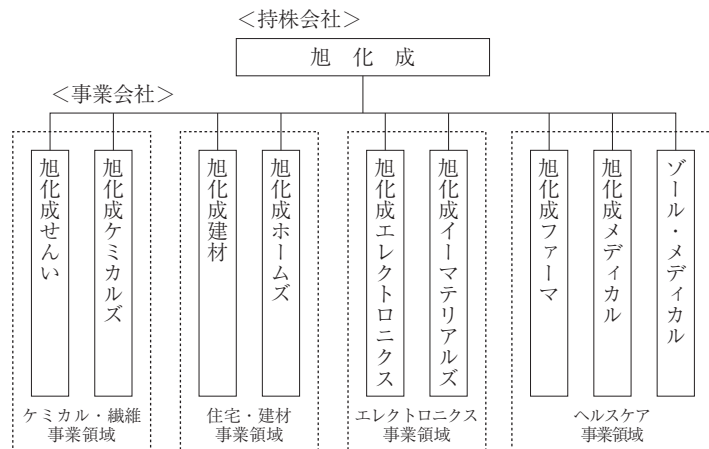 ＜持株会社＞
旭 化 成
＜事業会社＞
旭化成せんい
旭化成ケミカルズ
旭化成建材
旭化成ホームズ
旭化成エレクトロニクス
旭化成イーマテリアルズ
旭化成ファーマ
旭化成メディカル
ゾール・メディカル
ケミカル・繊維
事業領域
住宅・建材
事業領域
エレクトロニクス
事業領域
ヘルスケア
事業領域